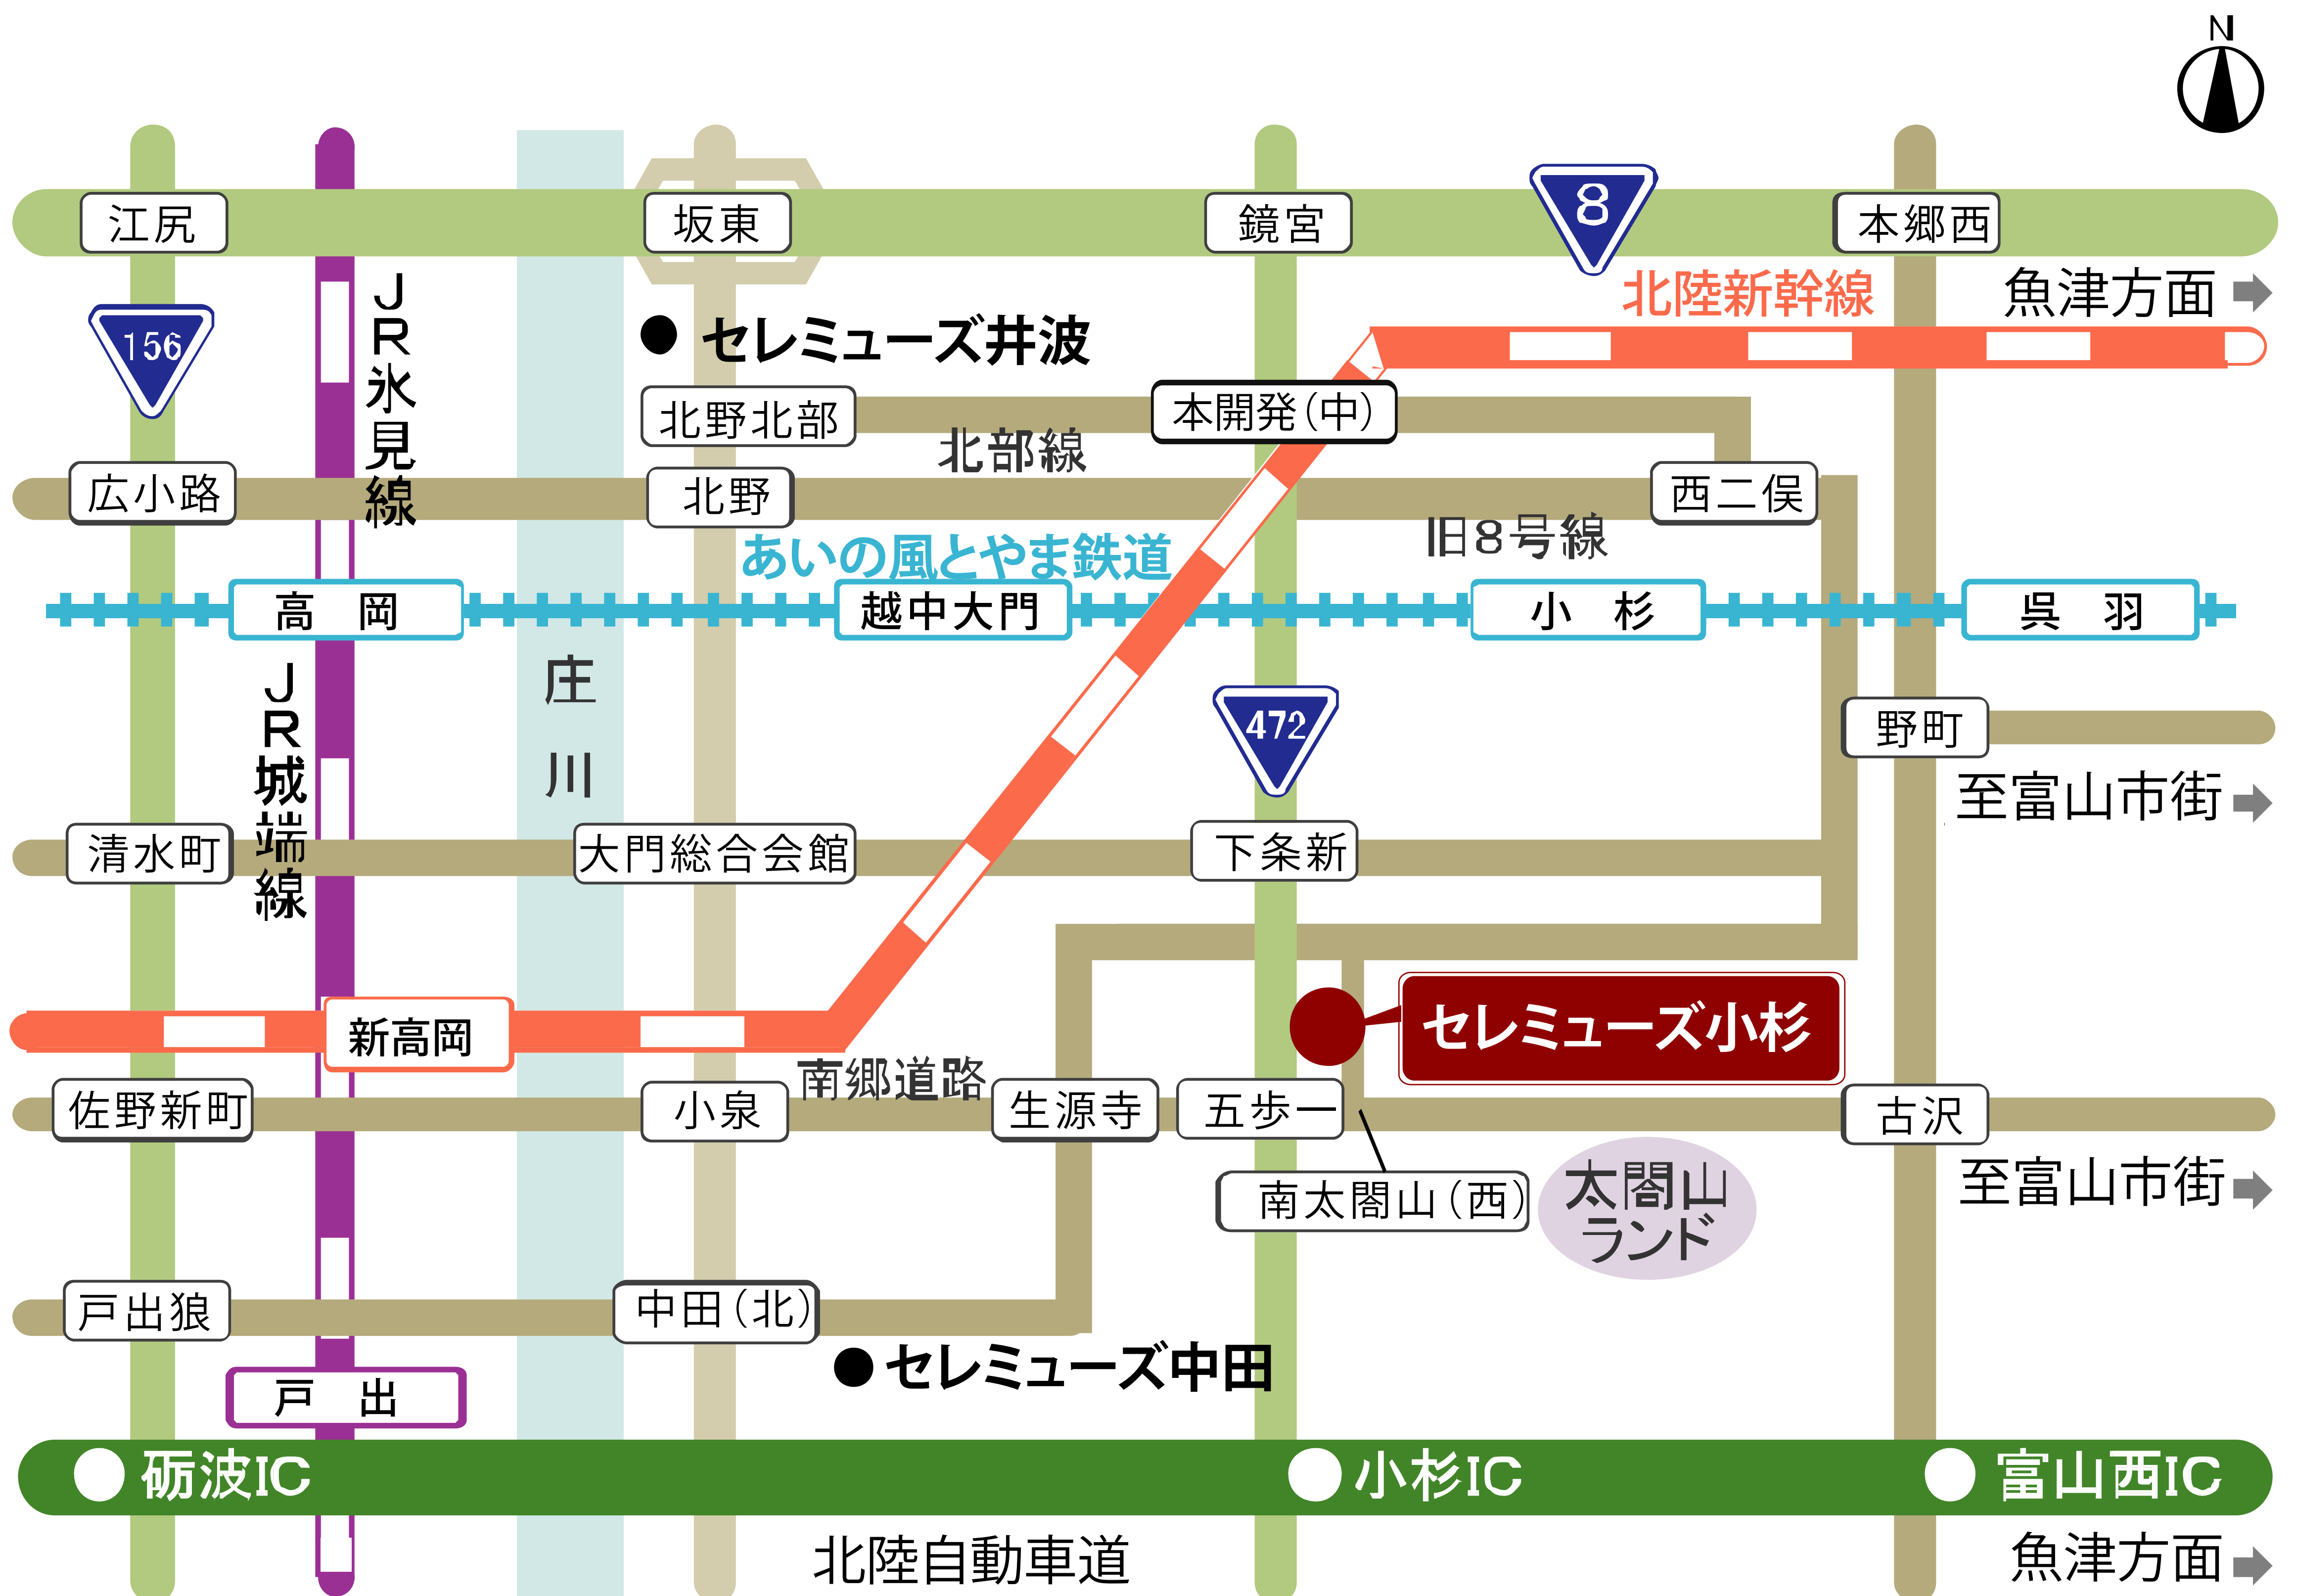 N
江尻
坂東
鏡宮
8
本郷西
魚津方面
北陸新幹線
156
JR氷見線
セレミューズ井波
北野北部
本開発(中)
北部線
広小路
北野
西二俣
旧8号線
あいの風とやま鉄道
高 岡
越中大門
小 杉
呉 羽
JR城端線
庄川
472
野町
至富山市街
清水町
大門総合会館
下条新
セレミューズ小杉
新高岡
南郷道路
佐野新町
小泉
生源寺
五歩一
古沢
南太閤山(西)
太閤山
ランド
至富山市街
戸出狼
中田(北)
セレミューズ中田
戸 出
砺波IC
小杉IC
富山西IC
北陸自動車道
魚津方面